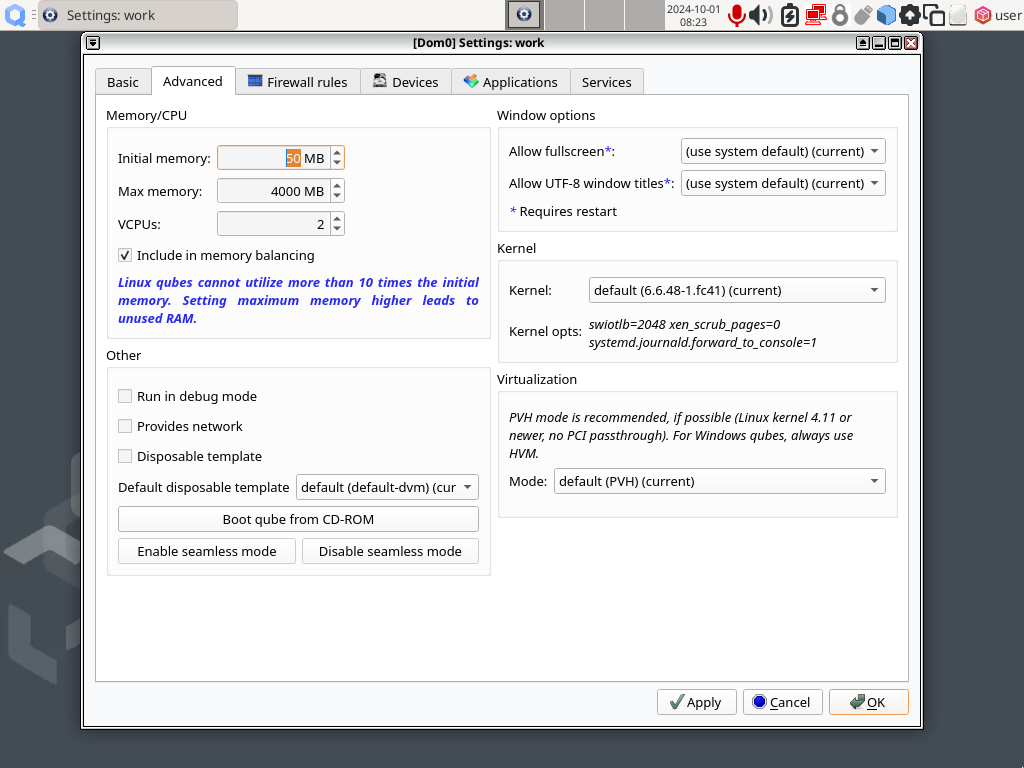 Settings: work
2024-10-01
08:23
user
[Dom0] Settings: work
Basic
Advanced
Firewall rules
Devices
Applications
Services
Memory/CPU
Initial memory: 50 MB
Max memory: 4000 MB
VCPUs: 2
Include in memory balancing
Linux qubes cannot utilize more than 10 times the initial
memory. Setting maximum memory higher leads to
unused RAM.
Other
Run in debug mode
Provides network
Disposable template
Default disposable template default (default-dvm) (cur
Boot qube from CD-ROM
Enable seamless mode
Disable seamless mode
Window options
Allow fullscreen*: (use system default) (current)
Allow UTF-8 window titles*: (use system default) (current)
* Requires restart
Kernel
Kernel: default (6.6.48-1.fc41) (current)
Kernel opts: swiotlb=2048 xen_scrub_pages=0
systemd.journald.forward_to_console=1
Virtualization
PVH mode is recommended, if possible (Linux kernel 4.11 or
newer, no PCI passthrough). For Windows qubes, always use
HVM.
Mode: default (PVH) (current)
Apply
Cancel
OK